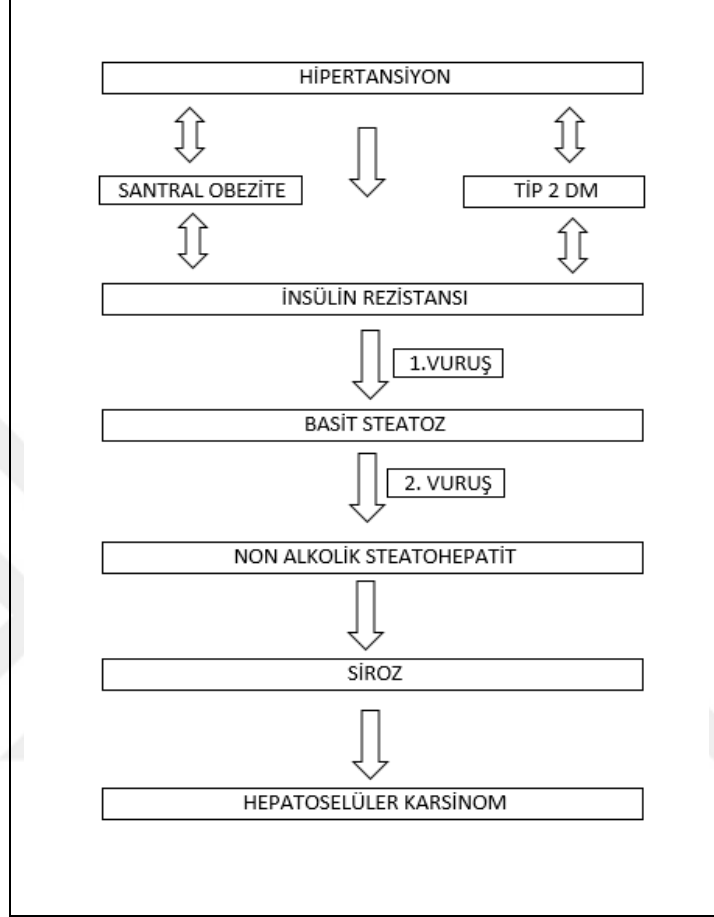 HİPERTANSİYON
SANTRAL OBEZİTE
TİP 2 DM
İNSÜLİN REZİSTANSI
1.VURUŞ
BASİT STEATOZ
2. VURUŞ
NON ALKOLİK STEATOHEPATİT
SİROZ
HEPATOSELÜLER KARSİNOM